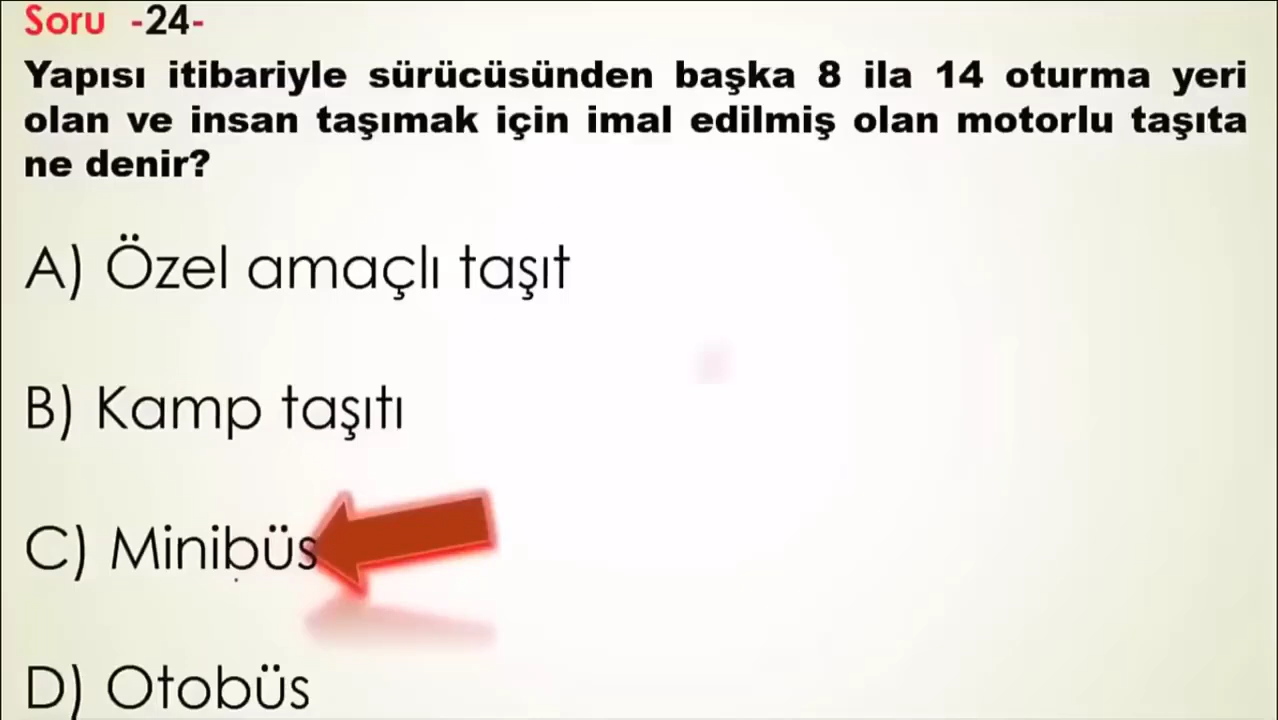 Soru -24-
Yapısı itibariyle sürücüsünden başka 8 ila 14 oturma yeri
olan ve insan taşımak için imal edilmiş olan motorlu taşıta
ne denir?
A) Özel amaçlı taşıt
B) Kamp taşıtı
C) Minibüs
D) Otobüs